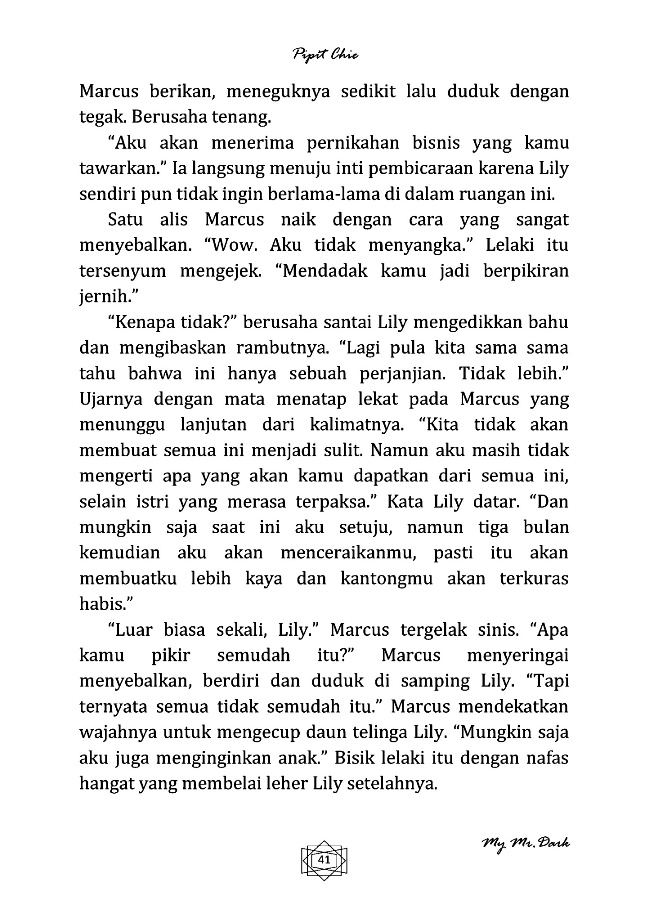 Pipit Chie
Marcus berikan, meneguknya sedikit lalu duduk dengan
tegak. Berusaha tenang.
“Aku akan menerima pernikahan bisnis yang kamu
tawarkan.” Ia langsung menuju inti pembicaraan karena Lily
sendiri pun tidak ingin berlama-lama di dalam ruangan ini.
Satu alis Marcus naik dengan cara yang sangat
menyebalkan. “Wow. Aku tidak menyangka.” Lelaki itu
tersenyum mengejek. “Mendadak kamu jadi berpikiran
jernih.”
“Kenapa tidak?” berusaha santai Lily mengedikkan bahu
dan mengibaskan rambutnya. “Lagi pula kita sama sama
tahu bahwa ini hanya sebuah perjanjian. Tidak lebih.”
Ujarnya dengan mata menatap lekat pada Marcus yang
menunggu lanjutan dari kalimatnya. “Kita tidak akan
membuat semua ini menjadi sulit. Namun aku masih tidak
mengerti apa yang akan kamu dapatkan dari semua ini,
selain istri yang merasa terpaksa.” Kata Lily datar. “Dan
mungkin saja saat ini aku setuju, namun tiga bulan
kemudian aku akan menceraikanmu, pasti itu akan
membuatku lebih kaya dan kantongmu akan terkuras
habis.”
“Luar biasa sekali, Lily.” Marcus tergelak sinis. “Apa
kamu pikir semudah itu?” Marcus menyeringai
menyebalkan, berdiri dan duduk di samping Lily. “Tapi
ternyata semua tidak semudah itu.” Marcus mendekatkan
wajahnya untuk mengecup daun telinga Lily. “Mungkin saja
aku juga menginginkan anak.” Bisik lelaki itu dengan nafas
hangat yang membelai leher Lily setelahnya.
My Mr. Dark
41